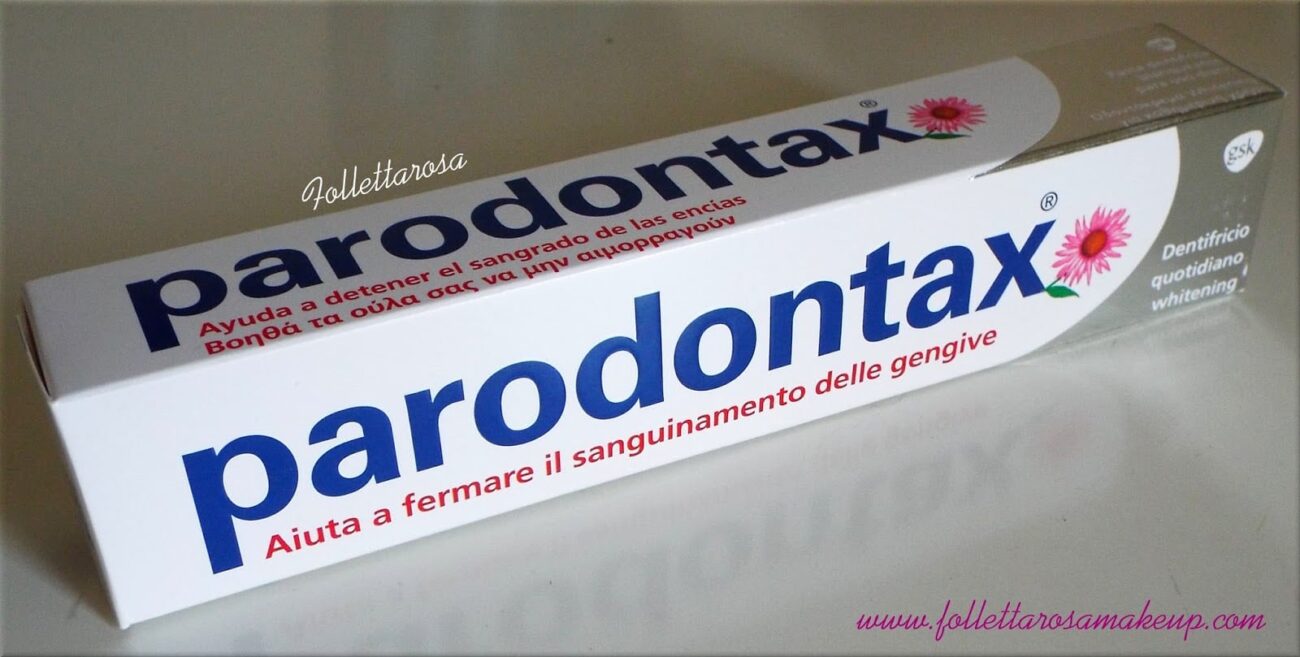 Follettarosa
parodontax®
Ayuda a detener el sangrado de las encías
Βοηθά τα ούλα σας να μην αιμορραγούν
parodontax®
Aiuta a fermare il sanguinamento delle gengive
gsk
Dentifricio
quotidiano
whitening
www.follettarosamakeup.com